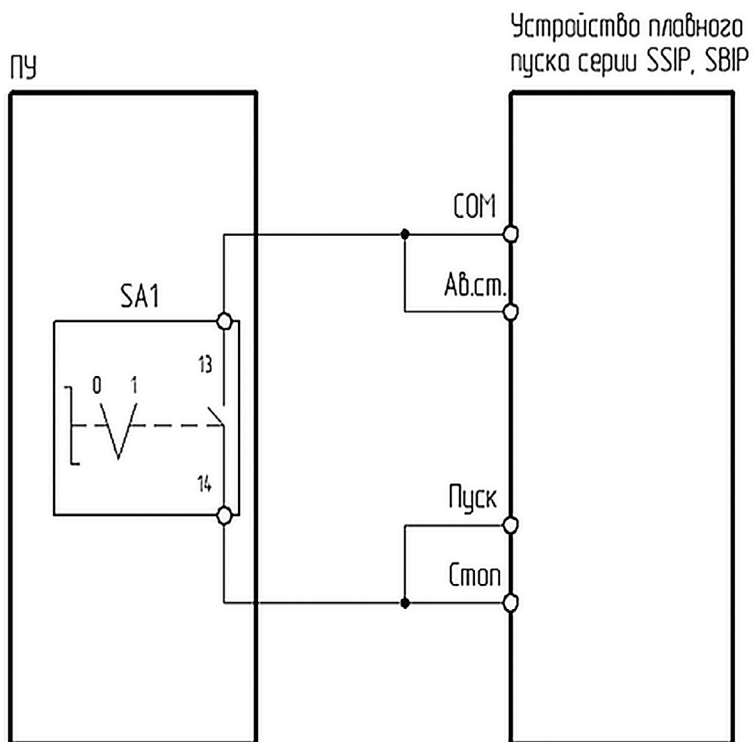 Устройство плавного
пуска серии SSIP, SBIP
ПУ
COM
Ав.ст.
SA1
13
0 1
14
Пуск
Стоп